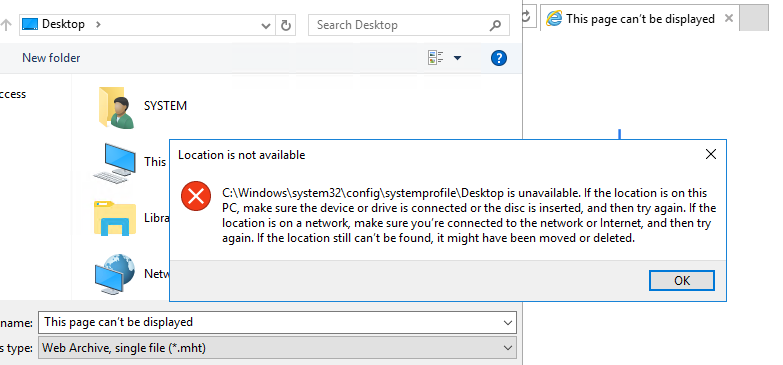 Desktop
Search Desktop
This page can't be displayed
New folder
ccess
SYSTEM
This
Libra
Netw
Location is not available
C:\Windows\system32\config\systemprofile\Desktop is unavailable. If the location is on this
PC, make sure the device or drive is connected or the disc is inserted, and then try again. If the
location is on a network, make sure you're connected to the network or Internet, and then try
again. If the location still can't be found, it might have been moved or deleted.
OK
name: This page can't be displayed
s type: Web Archive, single file (*.mht)